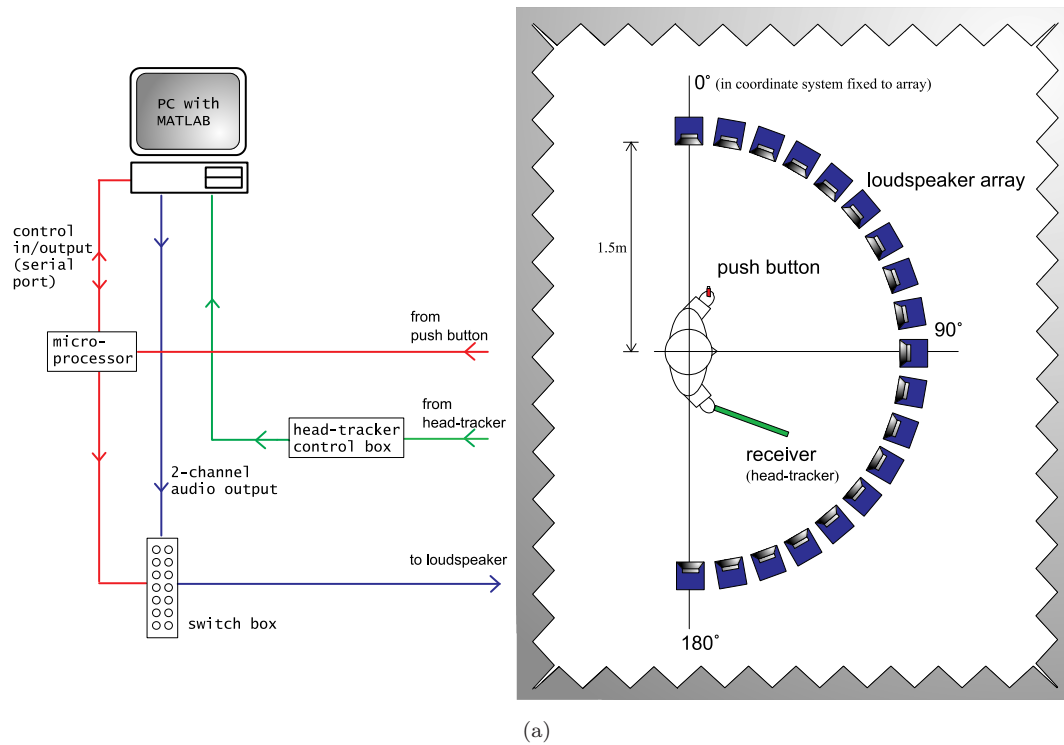 PC with
MATLAB
control
in/output
(serial
port)
micro-
processor
from
push button
head-tracker
control box
from
head-tracker
2-channel
audio output
to loudspeaker
switch box
0° (in coordinate system fixed to array)
loudspeaker array
1.5m
push button
90°
receiver
(head-tracker)
180°
(a)